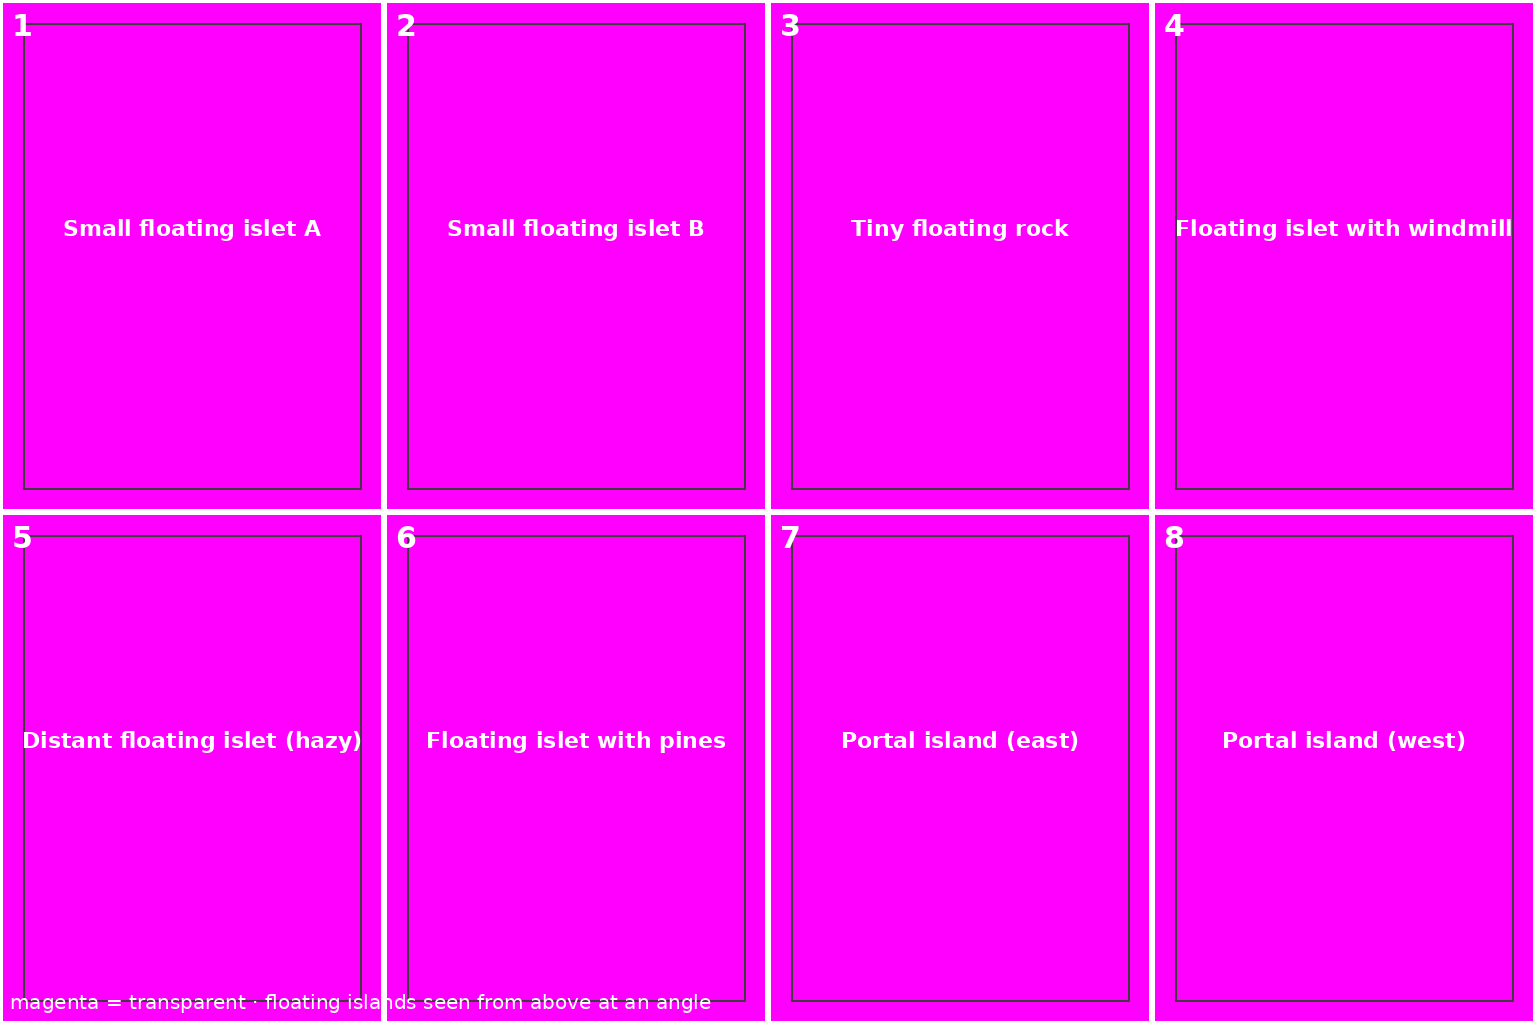 1
2
3
4
Small floating islet A
Small floating islet B
Tiny floating rock
Floating islet with windmill
5
6
7
8
Distant floating islet (hazy)
Floating islet with pines
Portal island (east)
Portal island (west)
magenta = transparent · floating islands seen from above at an angle